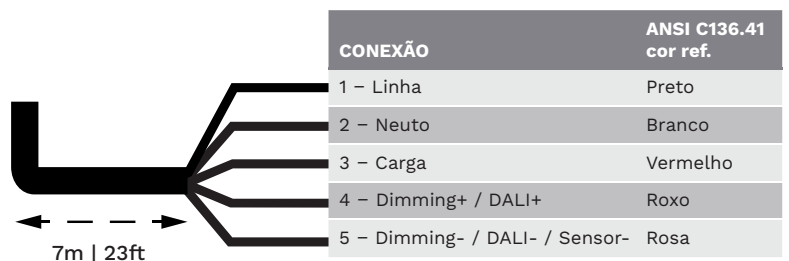 CONEXÃO ANSI C136.41 cor ref.
1 – Linha Preto
2 – Neuto Branco
3 – Carga Vermelho
4 – Dimming+ / DALI+ Roxo
5 – Dimming- / DALI- / Sensor- Rosa
7m | 23ft